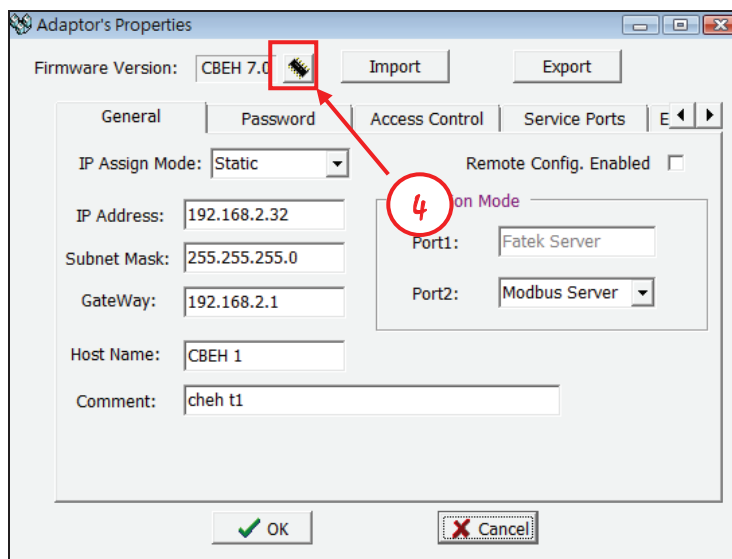 Adaptor's Properties
Firmware Version: CBEH 7.0 Import Export
General Password Access Control Service Ports E
IP Assign Mode: Static Remote Config. Enabled
4 on Mode
IP Address: 192.168.2.32 Port1: Fatek Server
Subnet Mask: 255.255.255.0
GateWay: 192.168.2.1 Port2: Modbus Server
Host Name: CBEH 1
Comment: cheh t1
OK Cancel